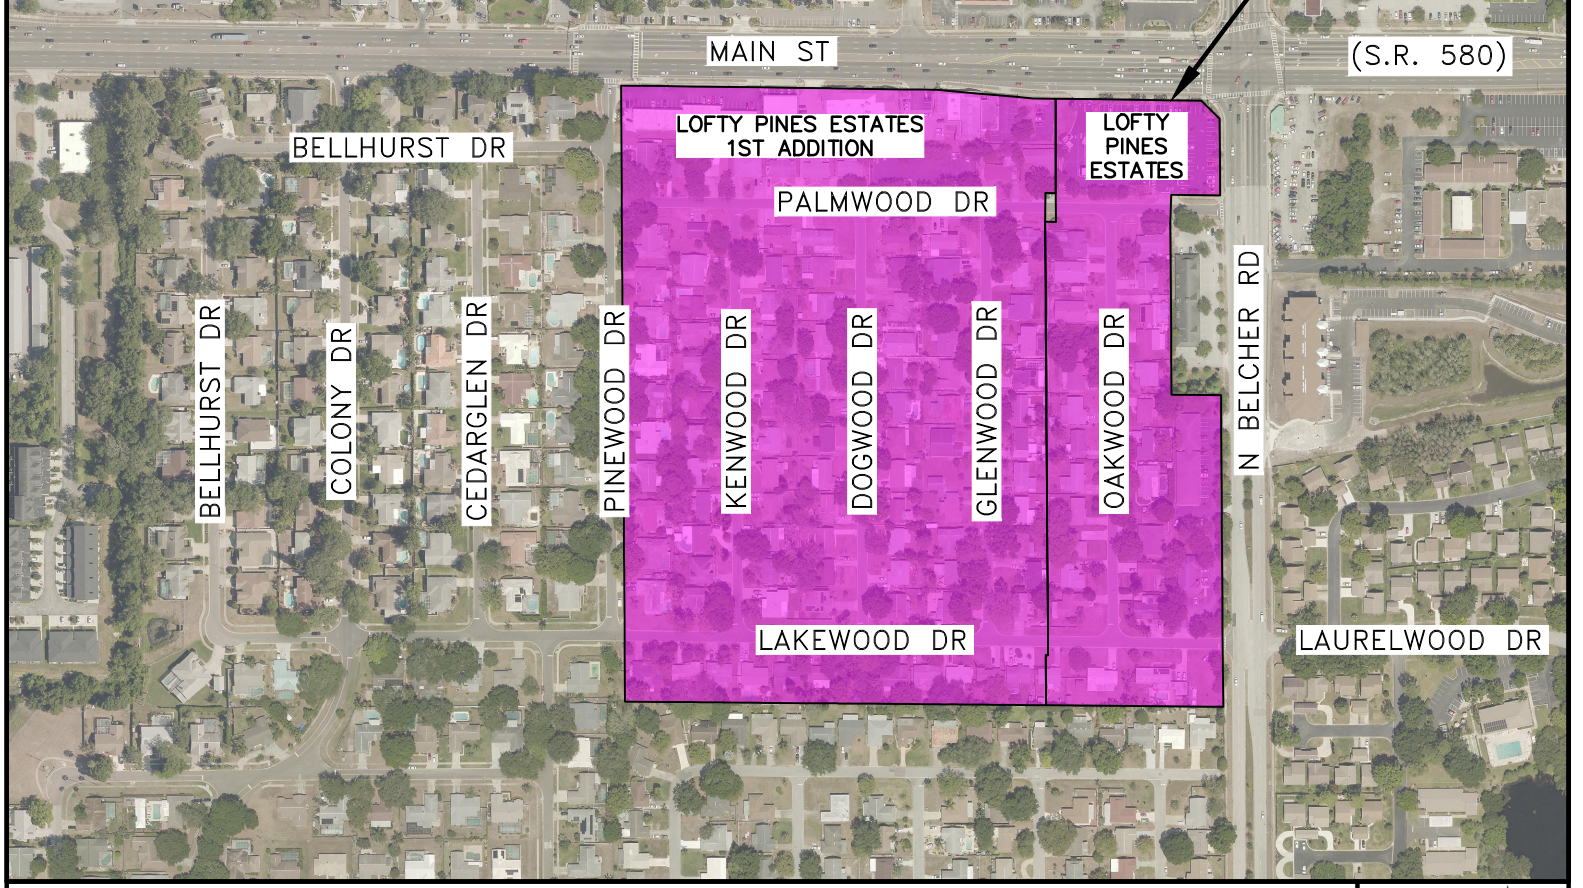 MAIN ST
(S.R. 580)
LOFTY PINES ESTATES
1ST ADDITION
LOFTY
PINES
ESTATES
BELLHURST DR
PALMWOOD DR
BELLHURST DR
COLONY DR
CEDARGLEN DR
PINEWOOD DR
KENWOOD DR
DOGWOOD DR
GLENWOOD DR
OAKWOOD DR
N BELCHER RD
LAKEWOOD DR
LAURELWOOD DR